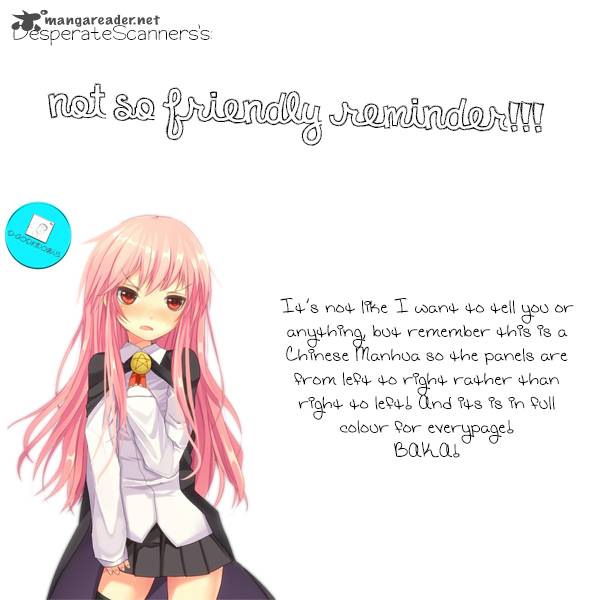 mangareader.net
DesperateScanners's:
not so friendly reminder!!!
It's not like I want to tell you or
anything, but remember this is a
Chinese Manhua so the panels are
from left to right rather than
right to left! And its is in full
colour for everypage!
BAKA!